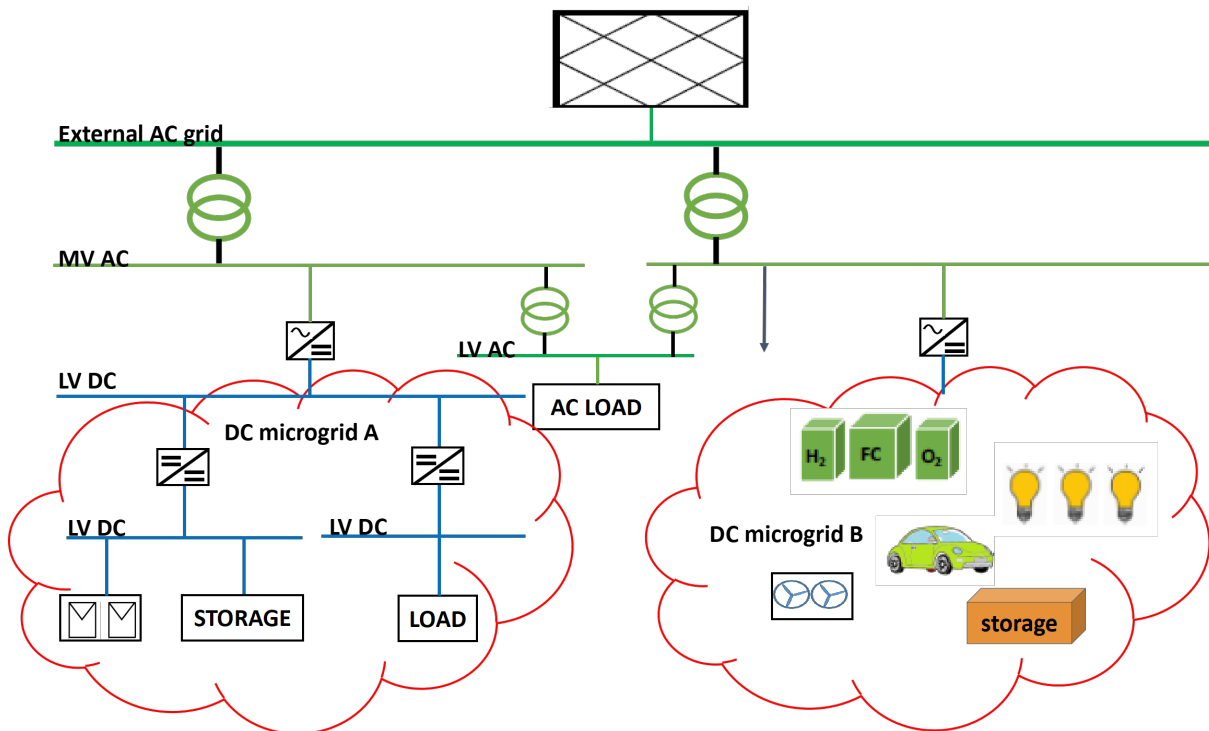 External AC grid
MV AC
LV AC
LV DC
AC LOAD
DC microgrid A
H₂
FC
O₂
LV DC
LV DC
DC microgrid B
STORAGE
LOAD
storage